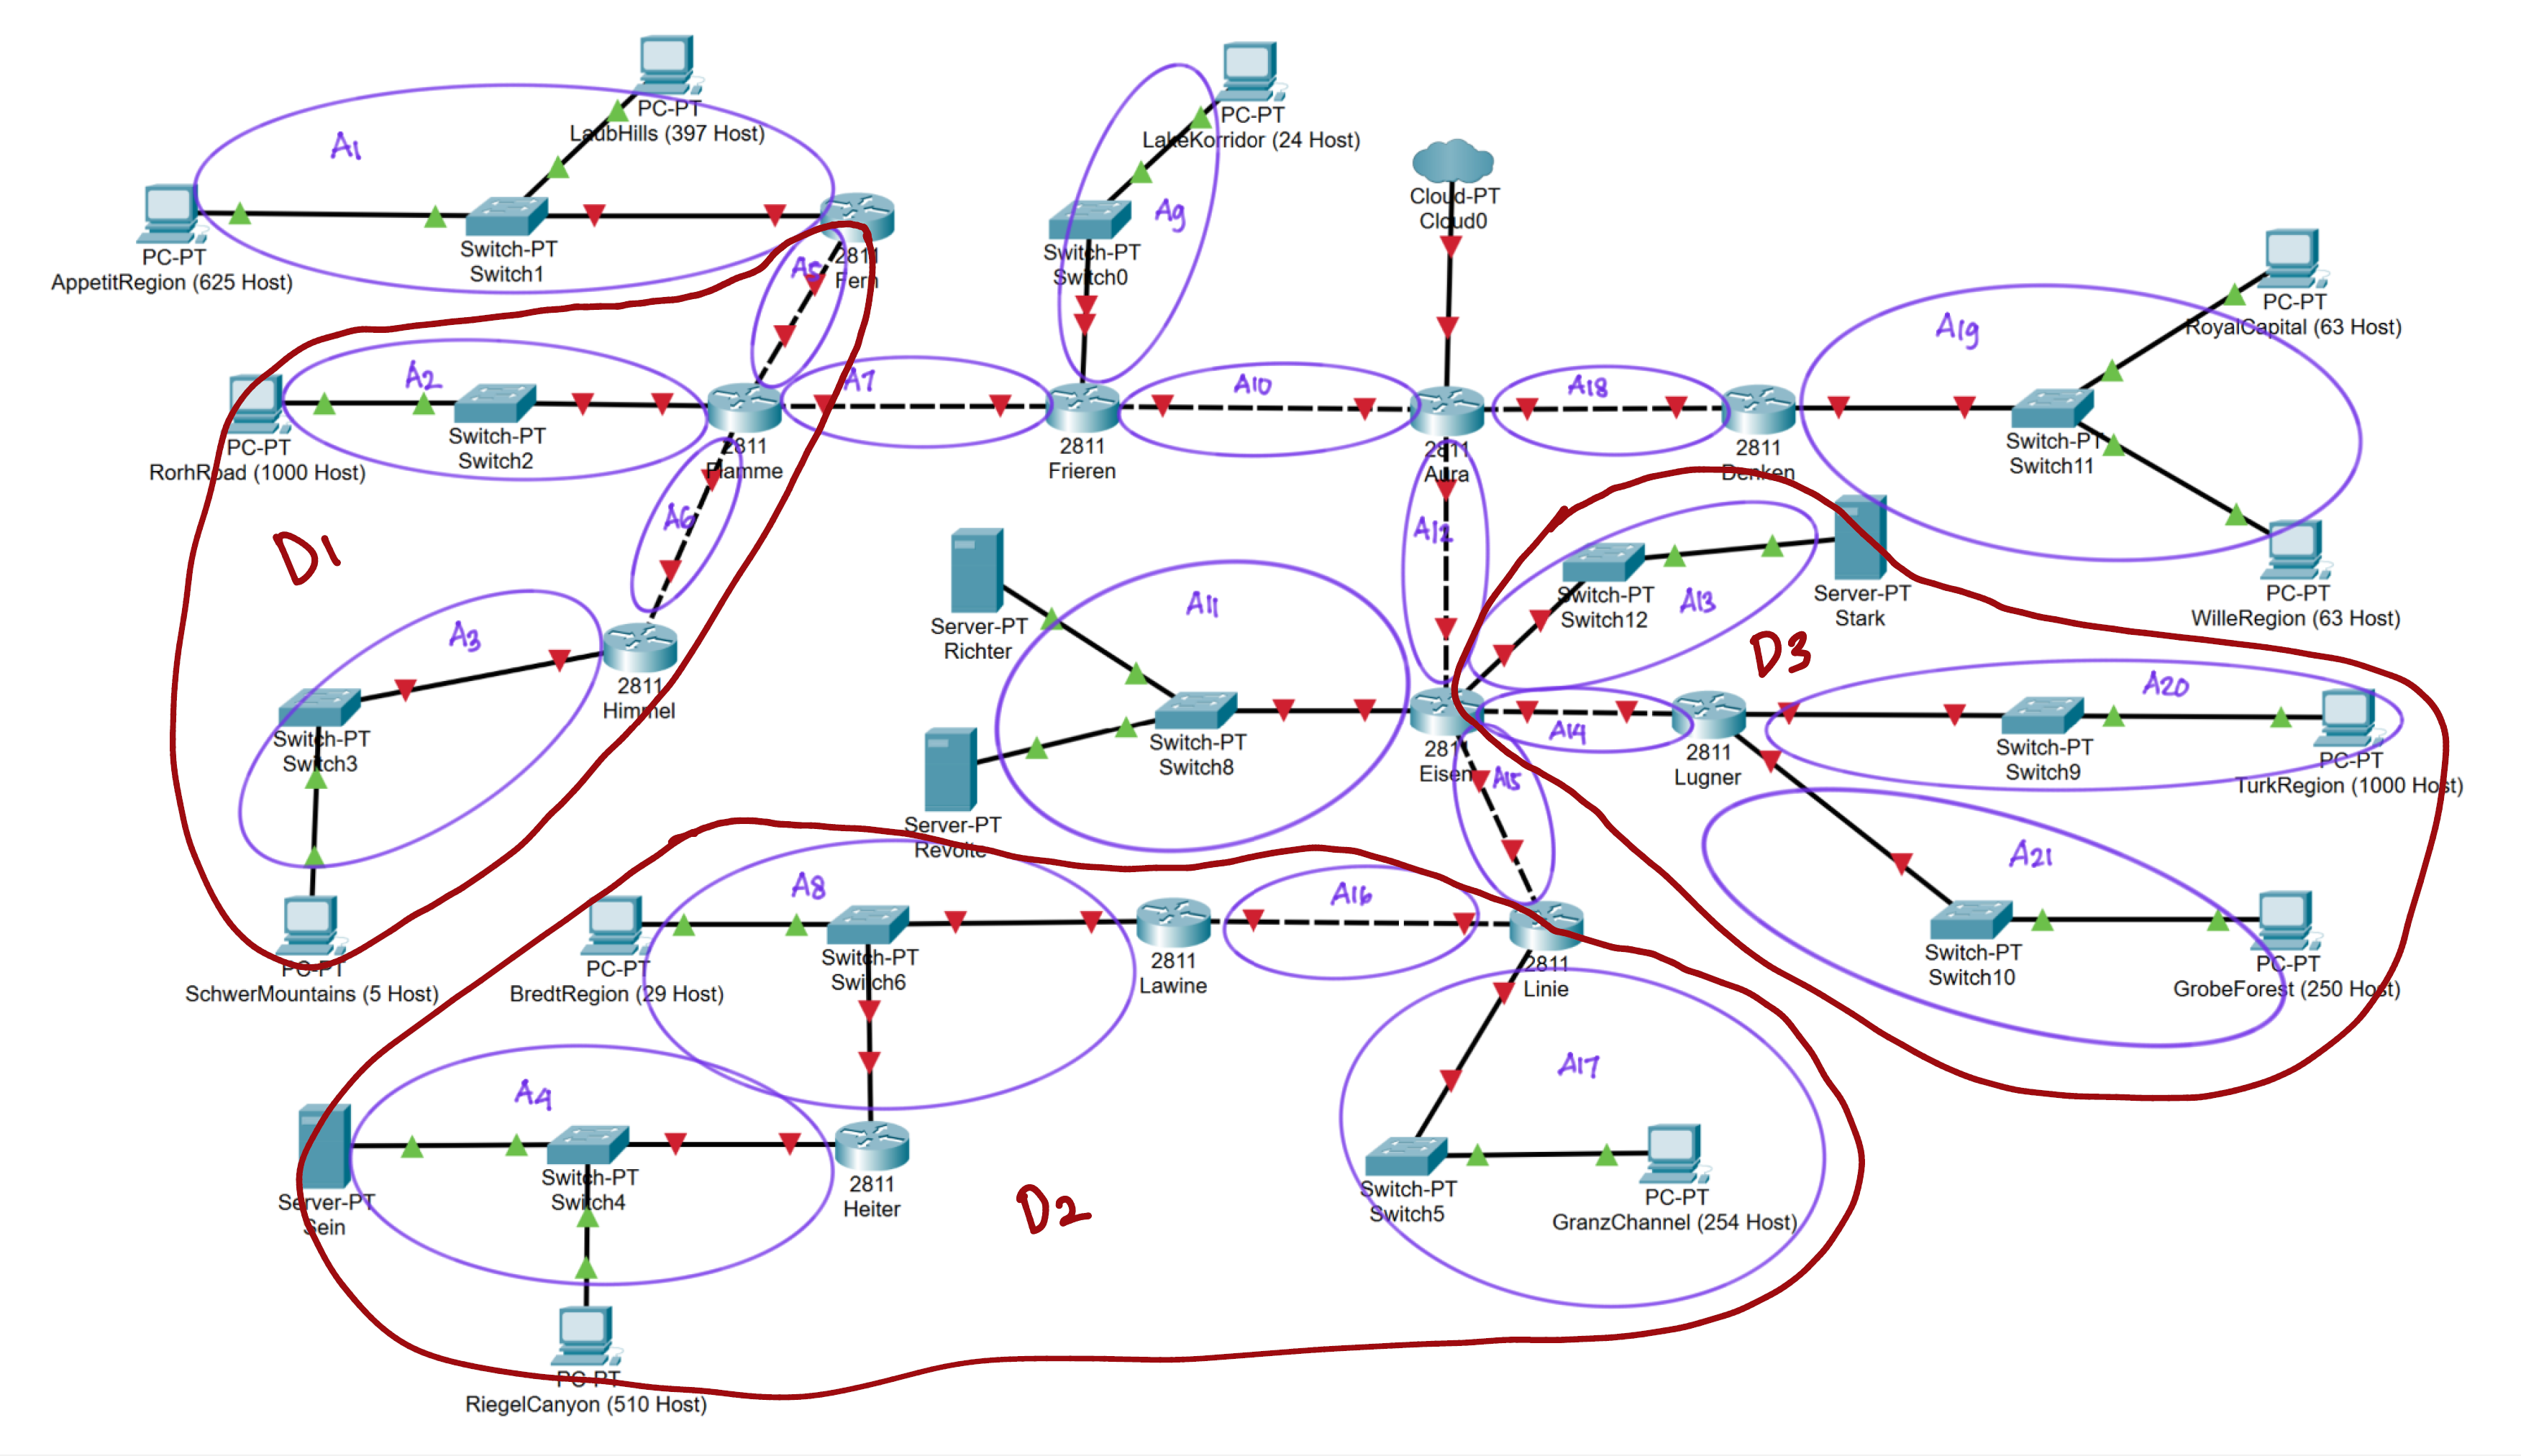 PC-PT
LaubHills (397 Host)
A1
PC-PT
AppetitRegion (625 Host)
Switch-PT
Switch1
2811
Fern
A5
PC-PT
LakeKorridor (24 Host)
A9
Switch-PT
Switch0
Cloud-PT
Cloud0
PC-PT
RoyalCapital (63 Host)
A19
A2
PC-PT
RorhRoad (1000 Host)
Switch-PT
Switch2
2811
Flamme
A7
2811
Frieren
A10
2811
Aura
A18
2811
Denken
Switch-PT
Switch11
PC-PT
WilleRegion (63 Host)
D1
A6
A3
2811
Himmel
Switch-PT
Switch3
PC-PT
SchwerMountains (5 Host)
A12
Server-PT
Richter
A11
Switch-PT
Switch8
Server-PT
Revolte
Switch-PT
Switch12
A13
Server-PT
Stark
D3
2811
Eisen
A14
2811
Lugner
A20
Switch-PT
Switch9
PC-PT
TurkRegion (1000 Host)
A15
A21
Switch-PT
Switch10
PC-PT
GrobeForest (250 Host)
A8
PC-PT
BredtRegion (29 Host)
Switch-PT
Switch6
2811
Lawine
A16
2811
Linie
A17
Switch-PT
Switch5
PC-PT
GranzChannel (254 Host)
A4
Server-PT
Sein
Switch-PT
Switch4
2811
Heiter
D2
PC-PT
RiegelCanyon (510 Host)